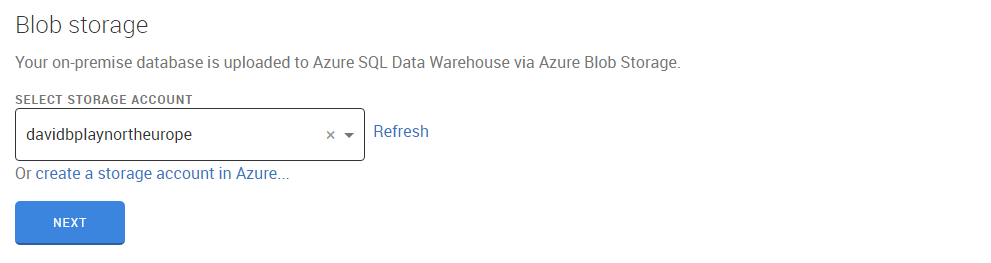 Blob storage
Your on-premise database is uploaded to Azure SQL Data Warehouse via Azure Blob Storage.
SELECT STORAGE ACCOUNT
davidbplaynortheurope × Refresh
Or create a storage account in Azure...
NEXT